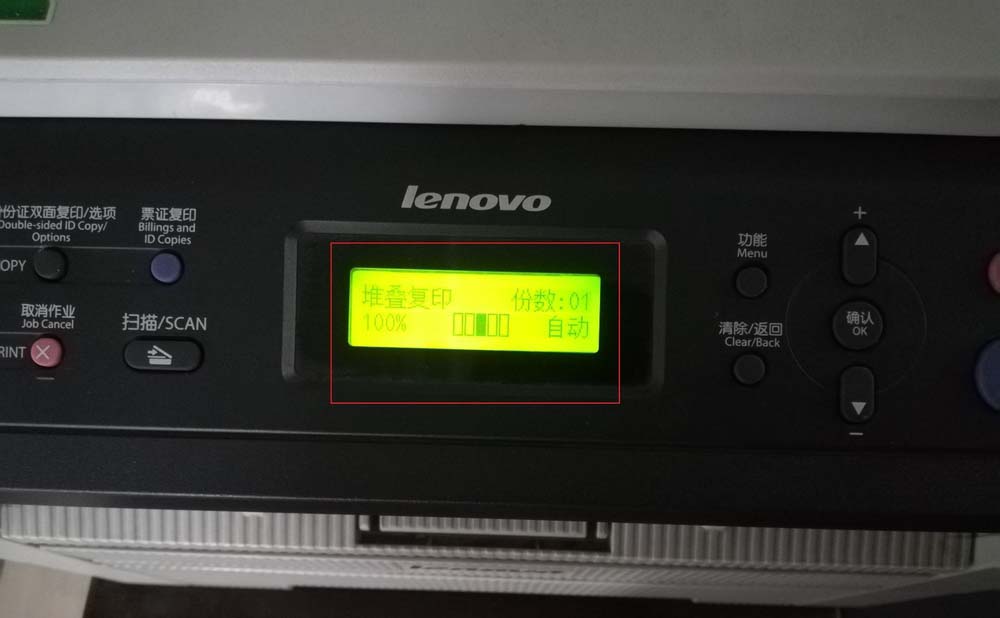 lenovo
份证双面复印/选项
Double-sided ID Copy/
Options
票证复印
Billings and
ID Copies
OPY
取消作业
Job Cancel
RINT
扫描/SCAN
堆叠复印 份数:01
100% 自动
功能
Menu
清除/返回
Clear/Back
+
确认
OK
−